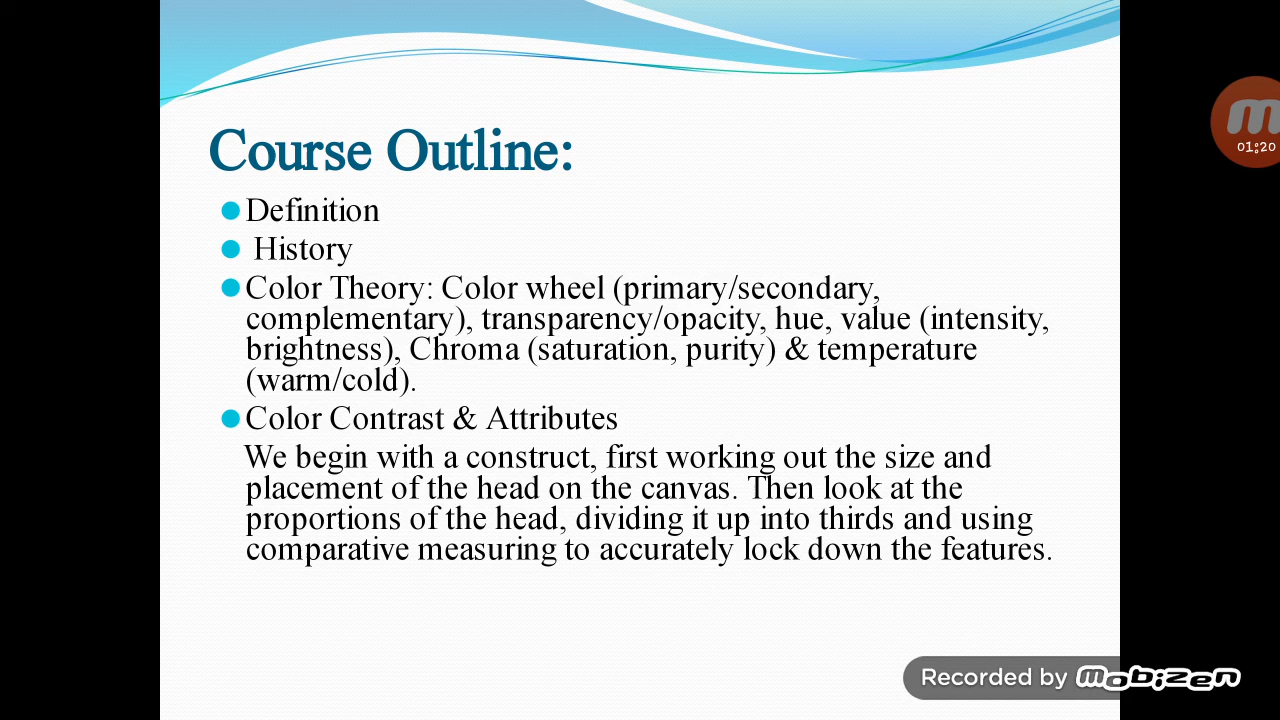 Course Outline:
Definition
History
Color Theory: Color wheel (primary/secondary,
complementary), transparency/opacity, hue, value (intensity,
brightness), Chroma (saturation, purity) & temperature
(warm/cold).
Color Contrast & Attributes
We begin with a construct, first working out the size and
placement of the head on the canvas. Then look at the
proportions of the head, dividing it up into thirds and using
comparative measuring to accurately lock down the features.
01:20
Recorded by mobizen